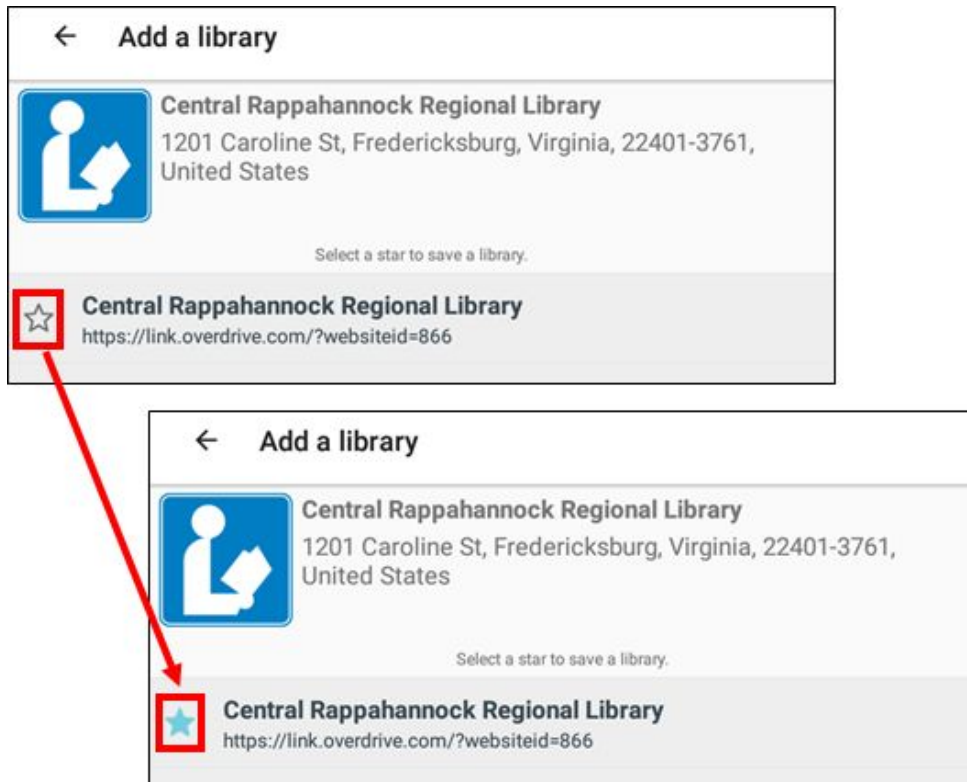 ← Add a library
Central Rappahannock Regional Library
1201 Caroline St, Fredericksburg, Virginia, 22401-3761,
United States
Select a star to save a library.
Central Rappahannock Regional Library
https://link.overdrive.com/?websiteid=866
← Add a library
Central Rappahannock Regional Library
1201 Caroline St, Fredericksburg, Virginia, 22401-3761,
United States
Select a star to save a library.
Central Rappahannock Regional Library
https://link.overdrive.com/?websiteid=866